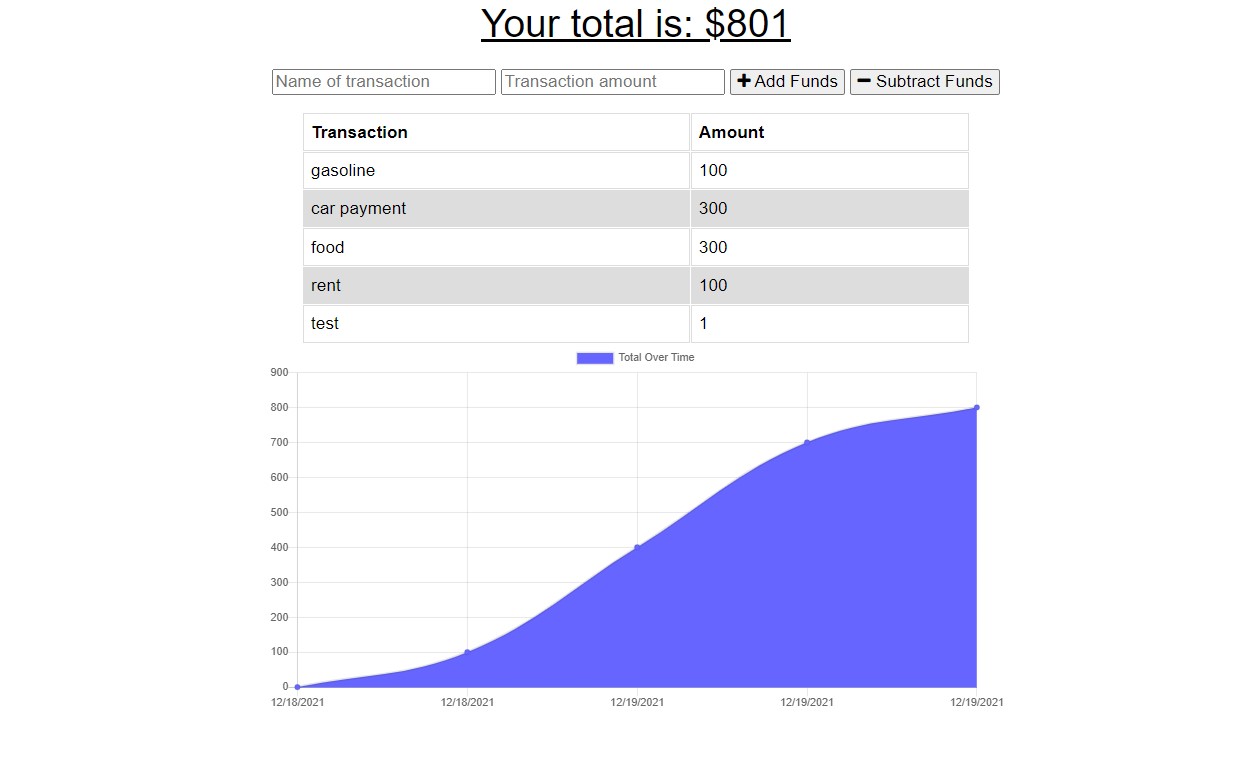 Your total is: $801
Name of transaction Transaction amount Add Funds Subtract Funds
Transaction Amount
gasoline 100
car payment 300
food 300
rent 100
test 1
Total Over Time
900
800
700
600
500
400
300
200
100
0
12/18/2021 12/18/2021 12/19/2021 12/19/2021 12/19/2021